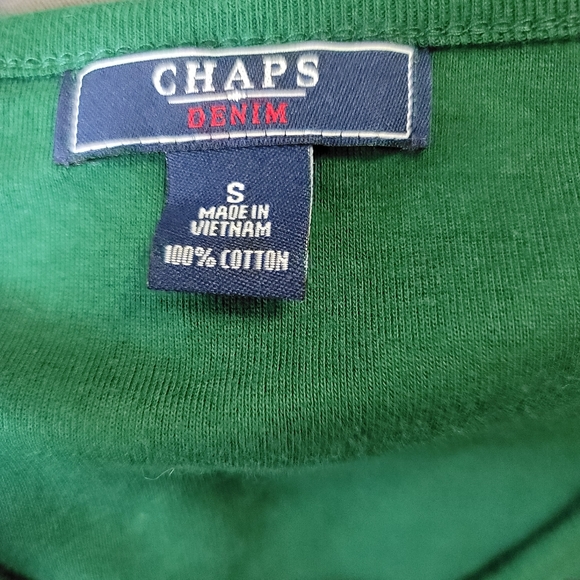 CHAPS
DENIM
S
MADE IN
VIETNAM
100% COTTON